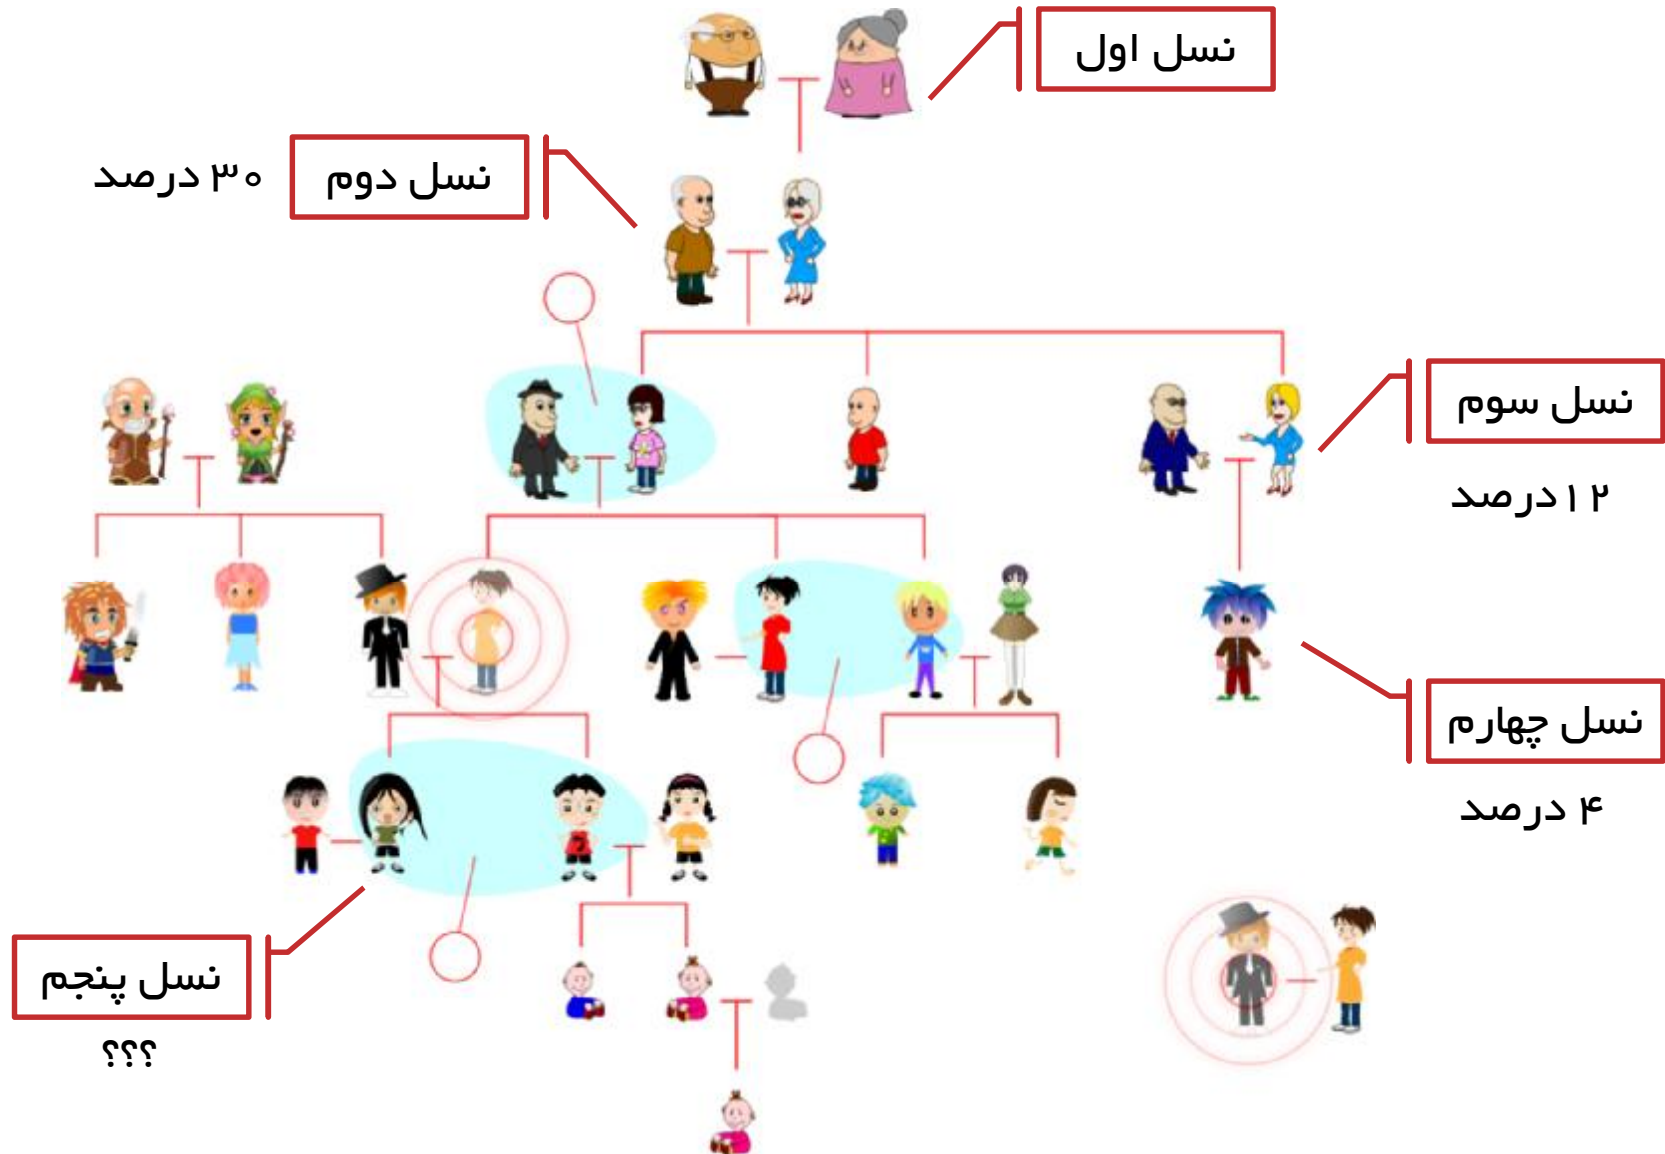 نسل اول
نسل دوم
۳۰ درصد
نسل سوم
۱۲ درصد
نسل چهارم
۴ درصد
نسل پنجم
؟؟؟